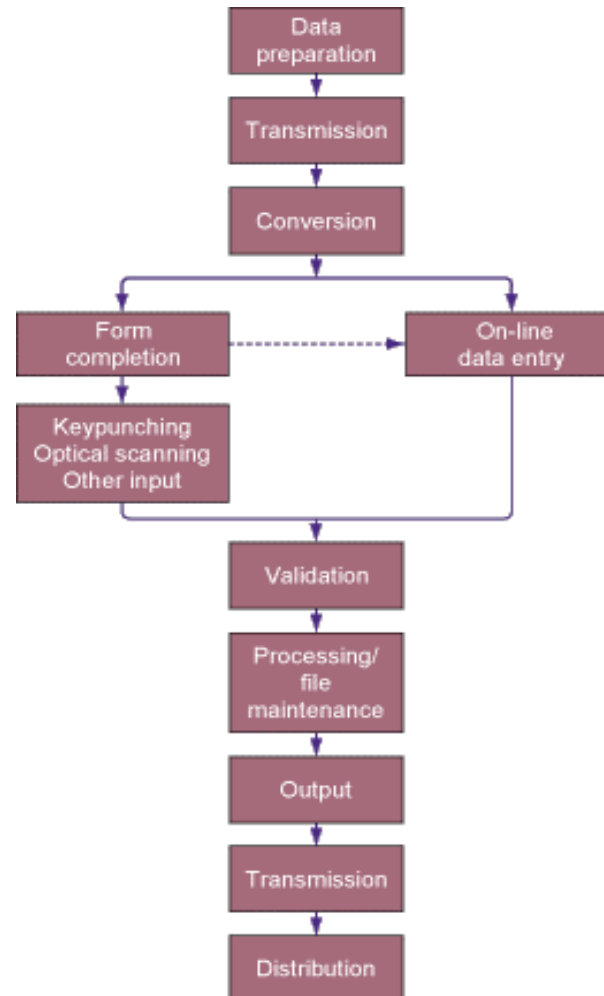 Data
preparation
Transmission
Conversion
Form
completion
On-line
data entry
Keypunching
Optical scanning
Other input
Validation
Processing/
file
maintenance
Output
Transmission
Distribution